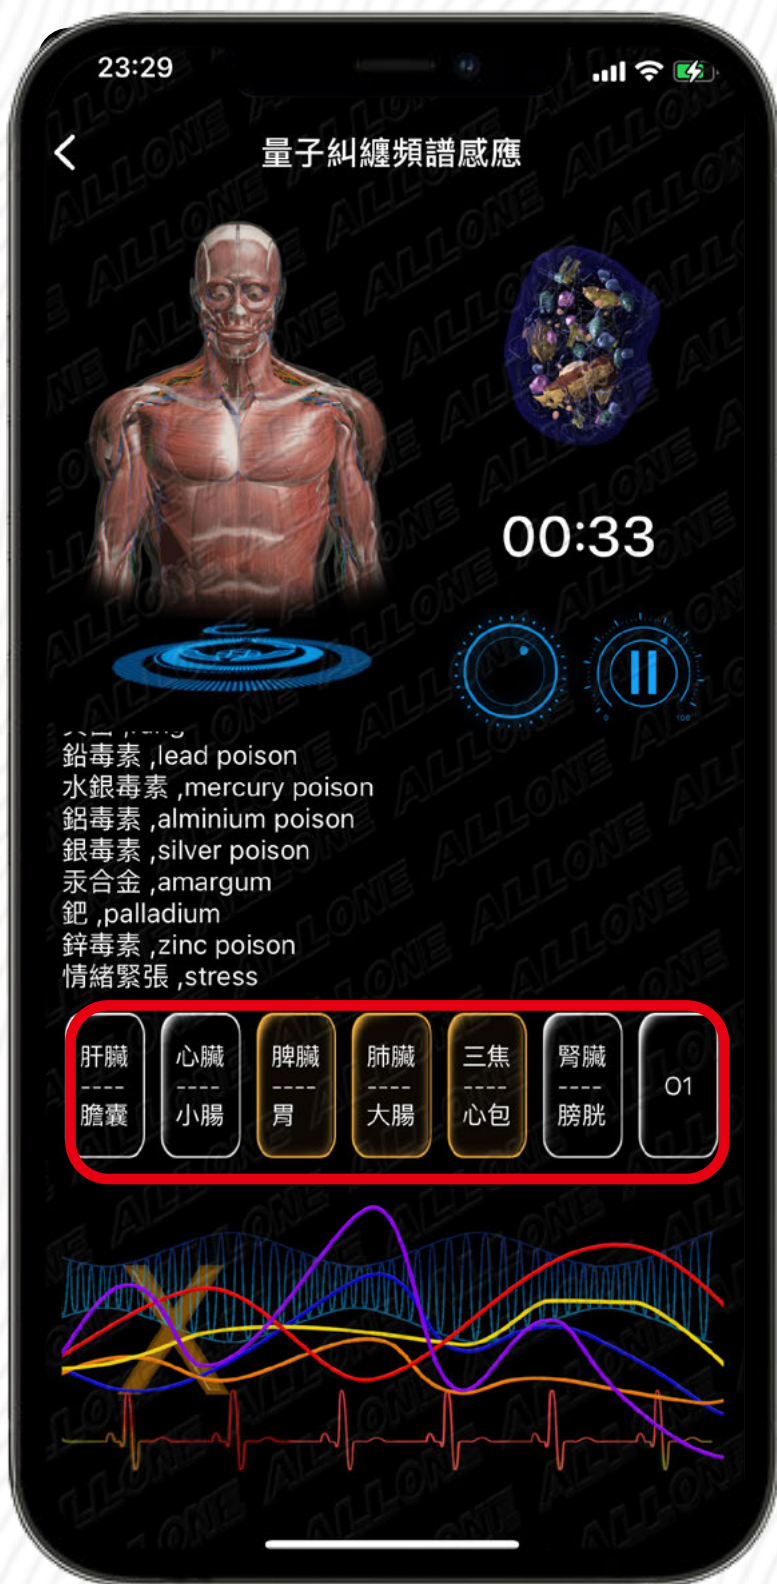 23:29
量子糾纏頻譜感應
00:33
0 100
鉛毒素 ,lead poison
水銀毒素 ,mercury poison
鋁毒素 ,alminium poison
銀毒素 ,silver poison
汞合金 ,amargum
鈀 ,palladium
鋅毒素 ,zinc poison
情緒緊張 ,stress
肝臟 心臟 脾臟 肺臟 三焦 腎臟 01
---- ---- ---- ---- ---- ----
膽囊 小腸 胃 大腸 心包 膀胱
ALLONE